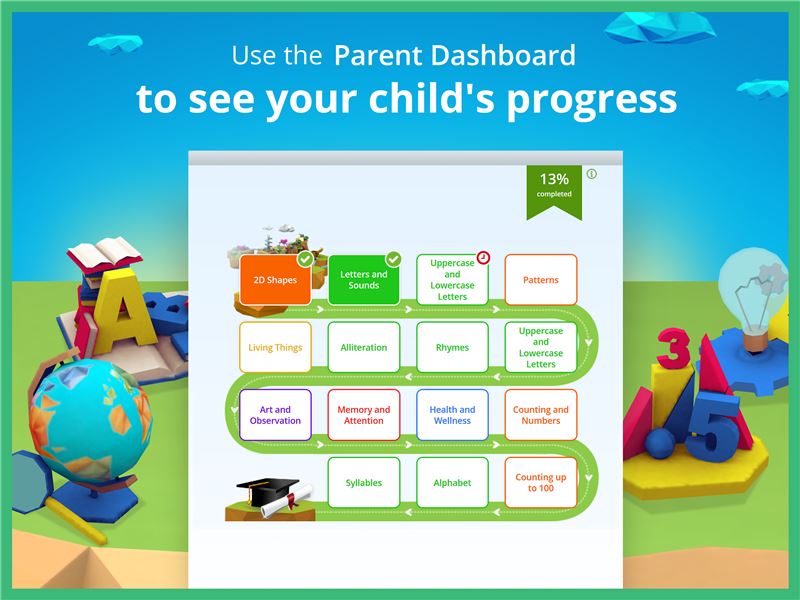 Use the Parent Dashboard
to see your child's progress
13%
completed
2D Shapes
Letters and
Sounds
Uppercase
and
Lowercase
Letters
Patterns
Living Things
Alliteration
Rhymes
Uppercase
and
Lowercase
Letters
Art and
Observation
Memory and
Attention
Health and
Wellness
Counting and
Numbers
Syllables
Alphabet
Counting up
to 100
A
3
5